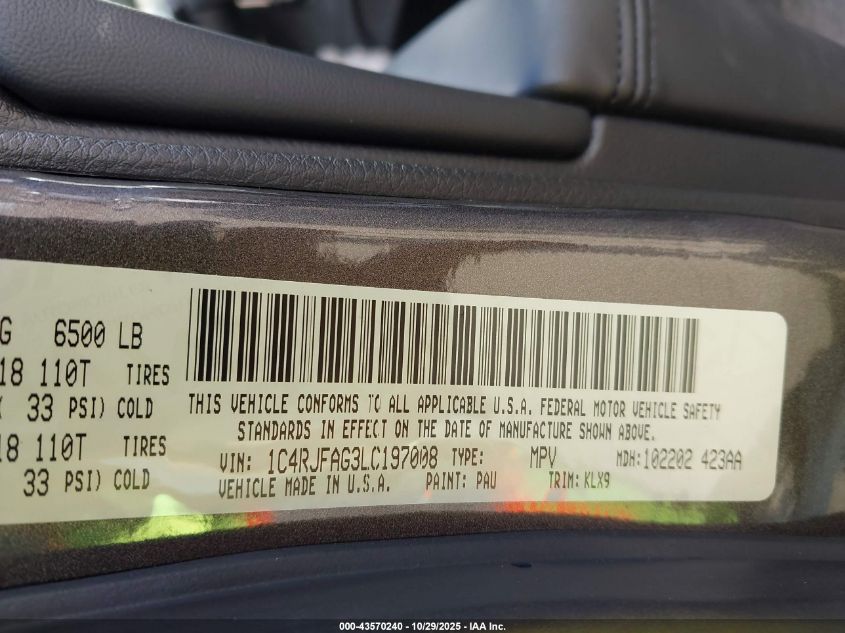 G 6500 LB
18 110T TIRES
33 PSI) COLD
18 110T TIRES
33 PSI) COLD
THIS VEHICLE CONFORMS TO ALL APPLICABLE U.S.A. FEDERAL MOTOR VEHICLE SAFETY
STANDARDS IN EFFECT ON THE DATE OF MANUFACTURE SHOWN ABOVE.
VIN: 1C4RJFAG3LC197008 TYPE: MPV MDH: 102202 423AA
VEHICLE MADE IN U.S.A. PAINT: PAU TRIM: KLX9
000-43570240 - 10/29/2025 - IAA Inc.